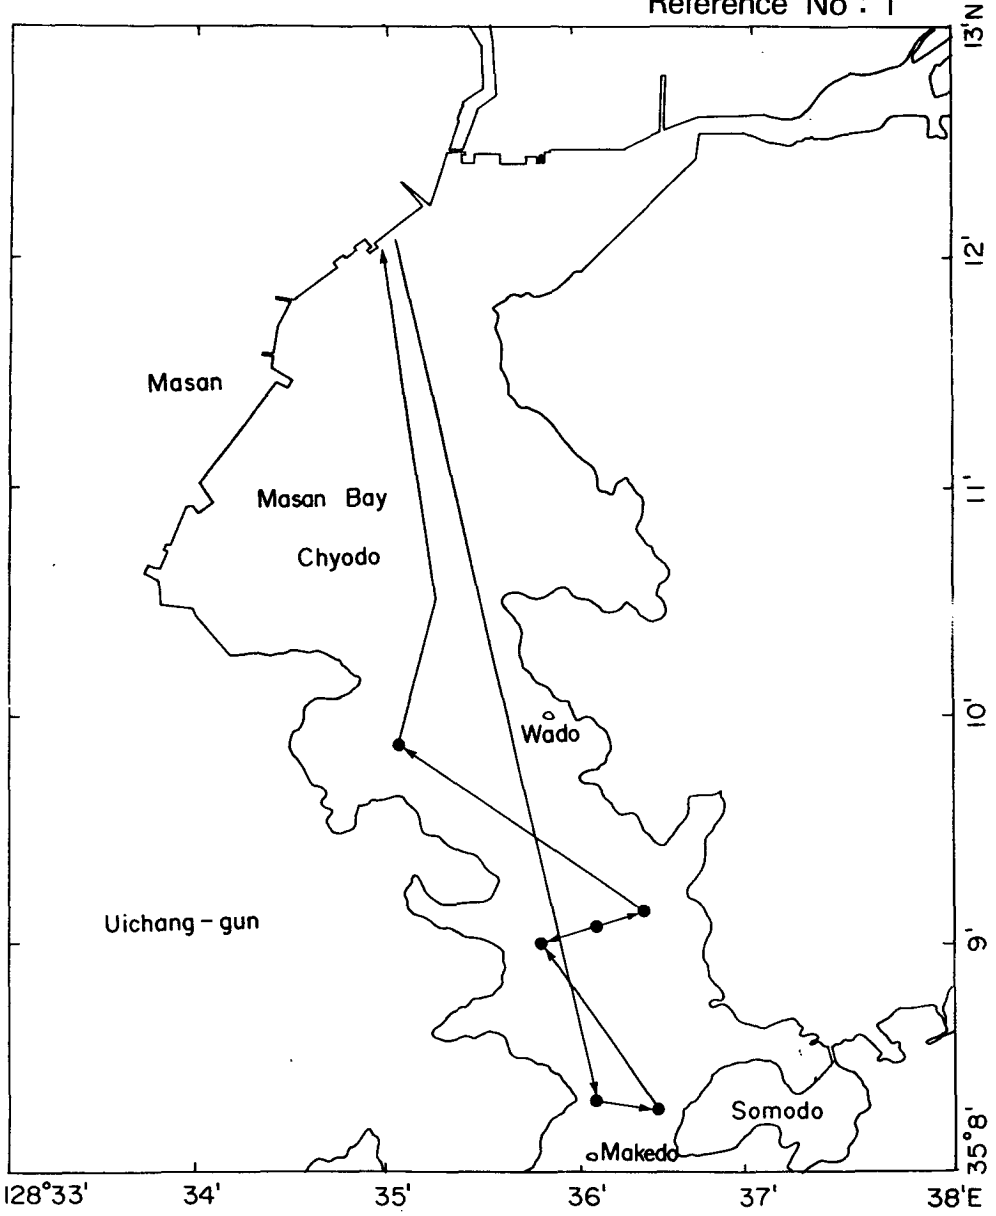 Reference No : 1
13'N
12'
Masan
11'
Masan Bay
Chyodo
10'
Wado
Uichang-gun
9'
Somodo
Makedo
35°8'
128°33'
34'
35'
36'
37'
38'E